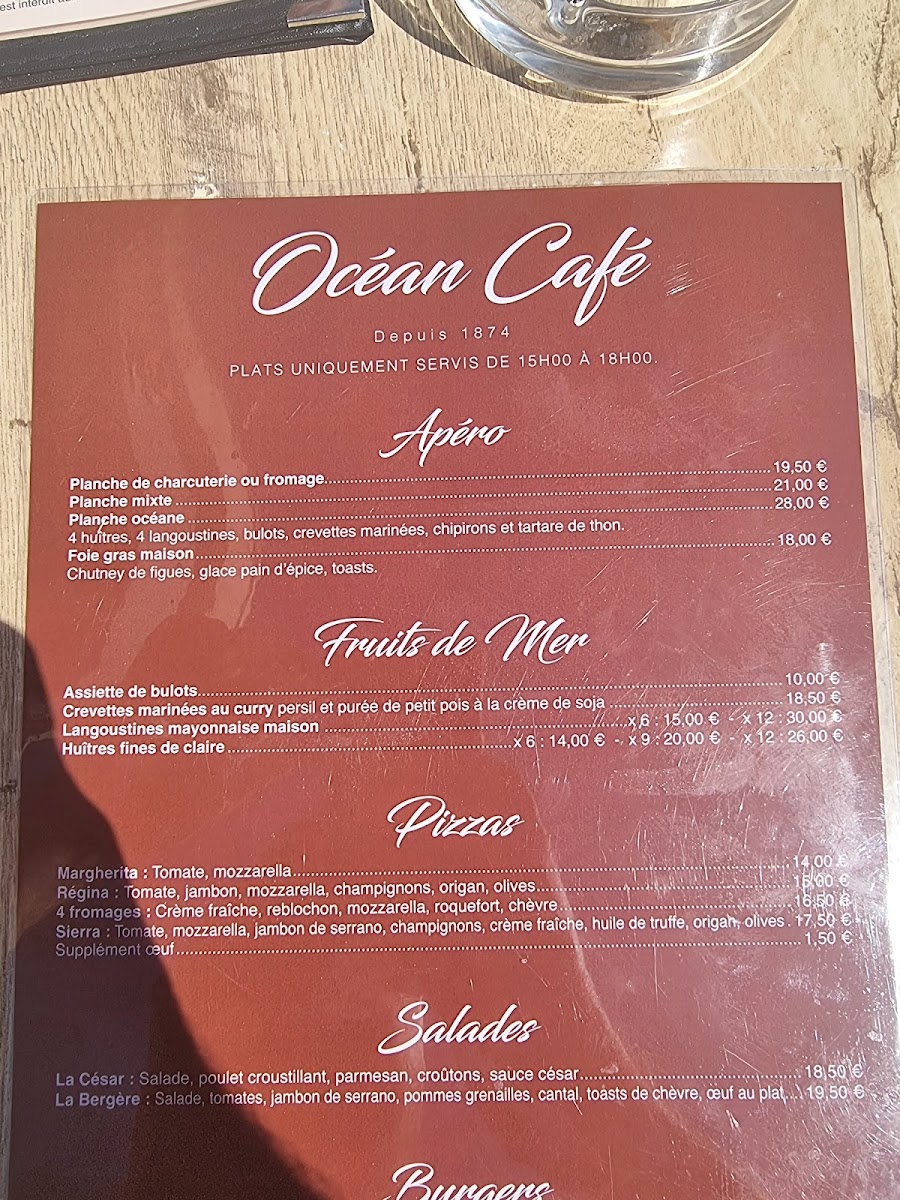 est interdit au
Océan Café
Depuis 1874
PLATS UNIQUEMENT SERVIS DE 15H00 À 18H00.
Apéro
Planche de charcuterie ou fromage 19,50 €
Planche mixte 21,00 €
Planche océane 28,00 €
4 huîtres, 4 langoustines, bulots, crevettes marinées, chipirons et tartare de thon.
Foie gras maison 18,00 €
Chutney de figues, glace pain d'épice, toasts.
Fruits de Mer
Assiette de bulots 10,00 €
Crevettes marinées au curry persil et purée de petit pois à la crème de soja 18,50 €
Langoustines mayonnaise maison x 6 : 15,00 € - x 12 : 30,00 €
Huîtres fines de claire x 6 : 14,00 € - x 9 : 20,00 € - x 12 : 26,00 €
Pizzas
Margherita : Tomate, mozzarella 14,00 €
Régina : Tomate, jambon, mozzarella, champignons, origan, olives 15,00 €
4 fromages : Crème fraîche, reblochon, mozzarella, roquefort, chèvre 16,50 €
Sierra : Tomate, mozzarella, jambon de serrano, champignons, crème fraîche, huile de truffe, origan, olives 17,50 €
Supplément œuf 1,50 €
Salades
La César : Salade, poulet croustillant, parmesan, croûtons, sauce césar 18,50 €
La Bergère : Salade, tomates, jambon de serrano, pommes grenailles, cantal, toasts de chèvre, œuf au plat 19,50 €
Burgers